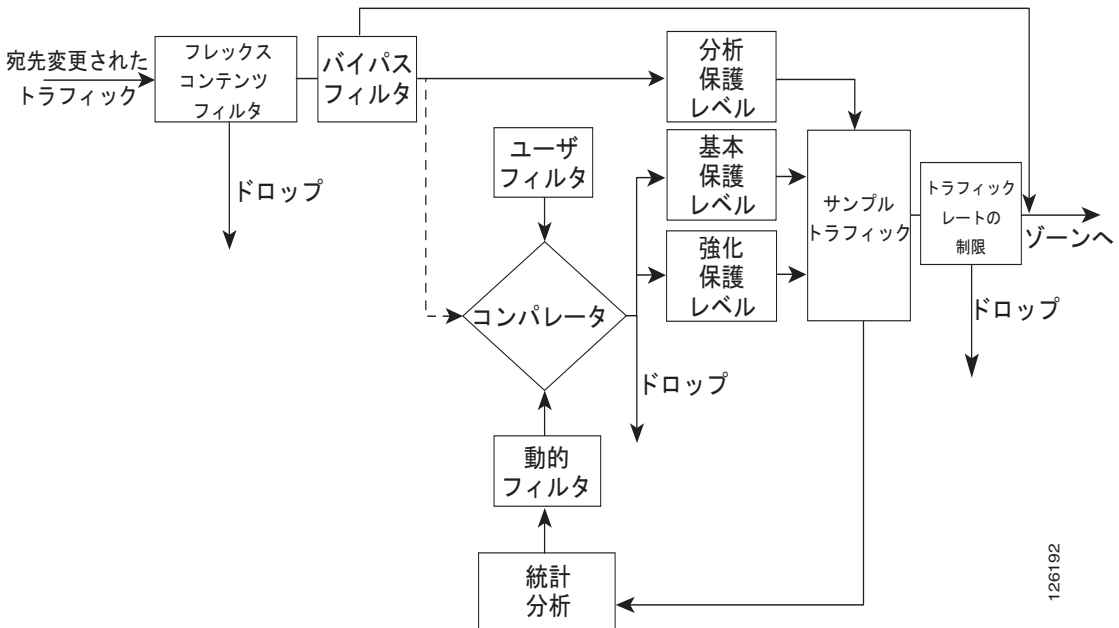 宛先変更された
トラフィック
フレックス
コンテンツ
フィルタ
バイパス
フィルタ
分析
保護
レベル
ドロップ
ユーザ
フィルタ
基本
保護
レベル
サンプル
トラフィック
トラフィック
レートの
制限
ゾーンへ
強化
保護
レベル
コンパレータ
ドロップ
ドロップ
動的
フィルタ
統計
分析
126192